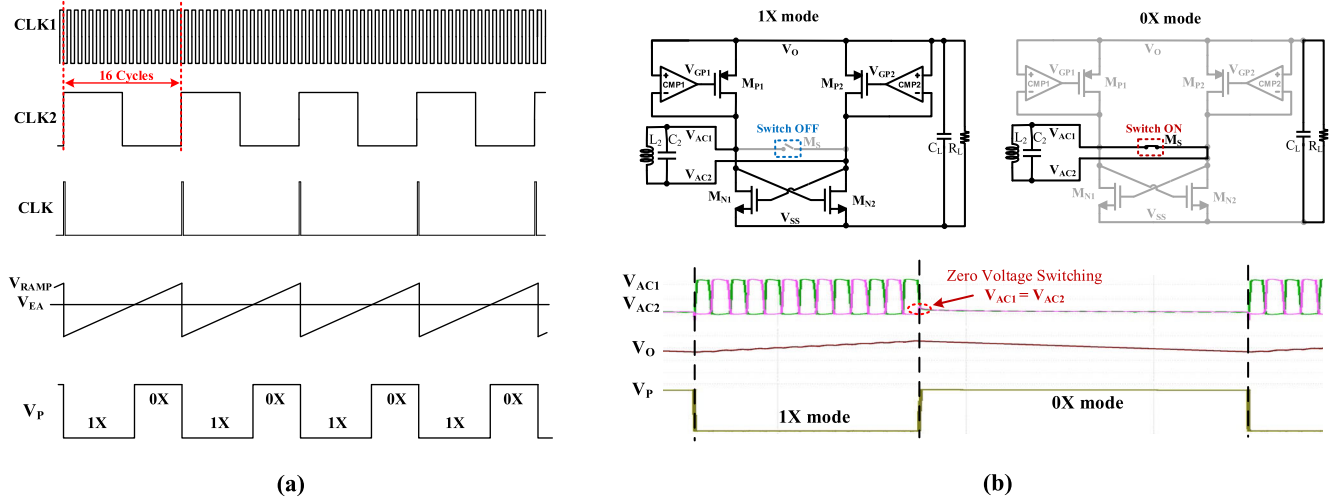 CLK1
16 Cycles
CLK2
CLK
VRAMP
VEA
VP
1X 0X 1X 0X 1X 0X 1X 0X
(a)
1X mode
VO
VGP1
VGP2
CMP1
CMP2
+
−
+
−
MP1
MP2
Switch OFF
MS
L2
C2
VAC1
VAC2
CL
RL
MN1
MN2
VSS
0X mode
VO
VGP1
VGP2
CMP1
CMP2
+
−
+
−
MP1
MP2
Switch ON
MS
L2
C2
VAC1
VAC2
CL
RL
MN1
MN2
VSS
VAC1
VAC2
Zero Voltage Switching
VAC1 = VAC2
VO
VP
1X mode
0X mode
(b)